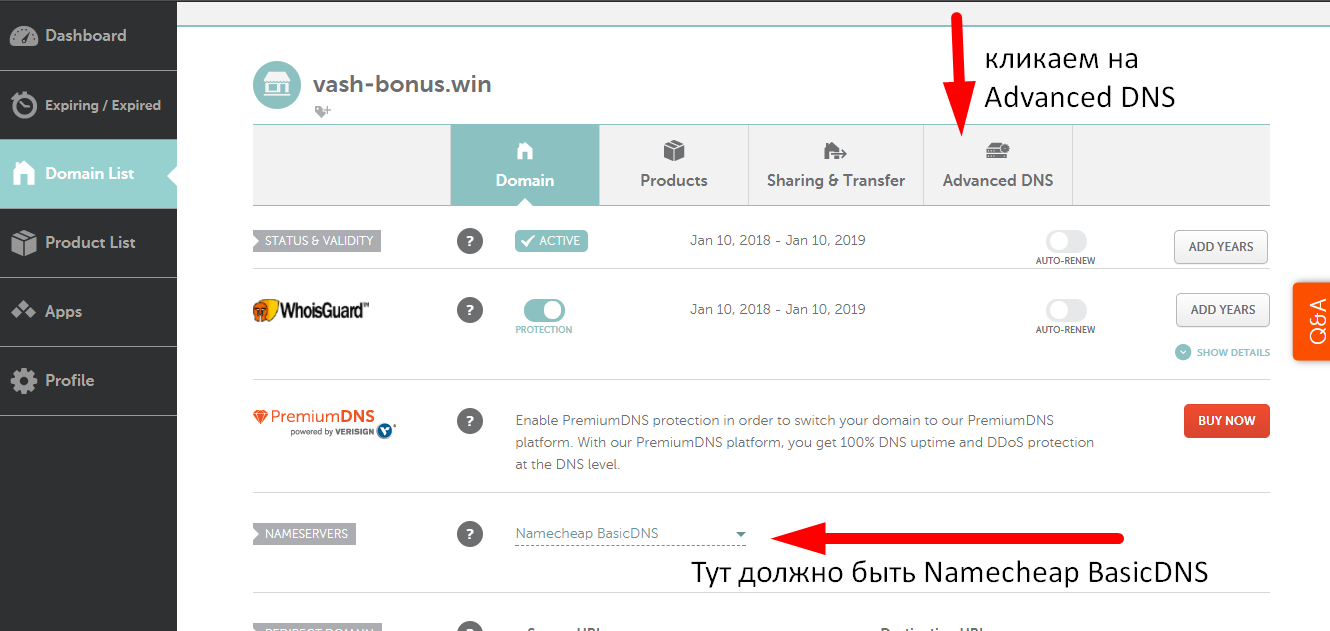 Dashboard
Expiring / Expired
Domain List
Product List
Apps
Profile
кликаем на
Advanced DNS
vash-bonus.win
Domain
Products
Sharing & Transfer
Advanced DNS
STATUS & VALIDITY
?
ACTIVE
Jan 10, 2018 - Jan 10, 2019
AUTO-RENEW
ADD YEARS
WhoisGuard™
?
PROTECTION
Jan 10, 2018 - Jan 10, 2019
AUTO-RENEW
ADD YEARS
SHOW DETAILS
Q&A
PremiumDNS
powered by VERISIGN
?
Enable PremiumDNS protection in order to switch your domain to our PremiumDNS
platform. With our PremiumDNS platform, you get 100% DNS uptime and DDoS protection
at the DNS level.
BUY NOW
NAMESERVERS
?
Namecheap BasicDNS
Тут должно быть Namecheap BasicDNS
REDIRECT DOMAIN
?